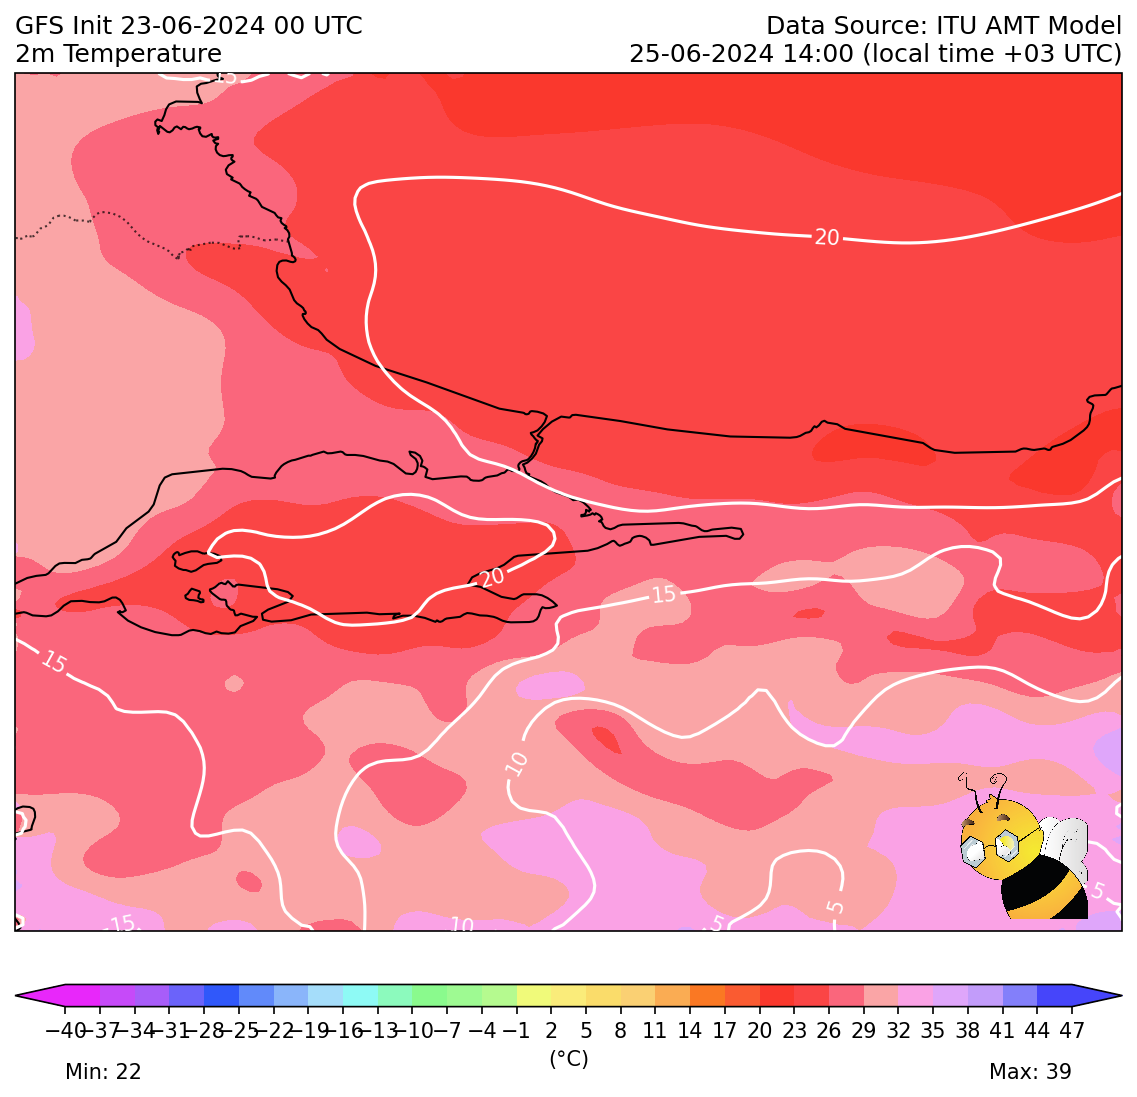 GFS Init 23-06-2024 00 UTC
Data Source: ITU AMT Model
2m Temperature
25-06-2024 14:00 (local time +03 UTC)
15
20
20
15
15
10
5
5
15
10
5
−40 −37 −34 −31 −28 −25 −22 −19 −16 −13 −10 −7 −4 −1 2 5 8 11 14 17 20 23 26 29 32 35 38 41 44 47
(°C)
Min: 22
Max: 39